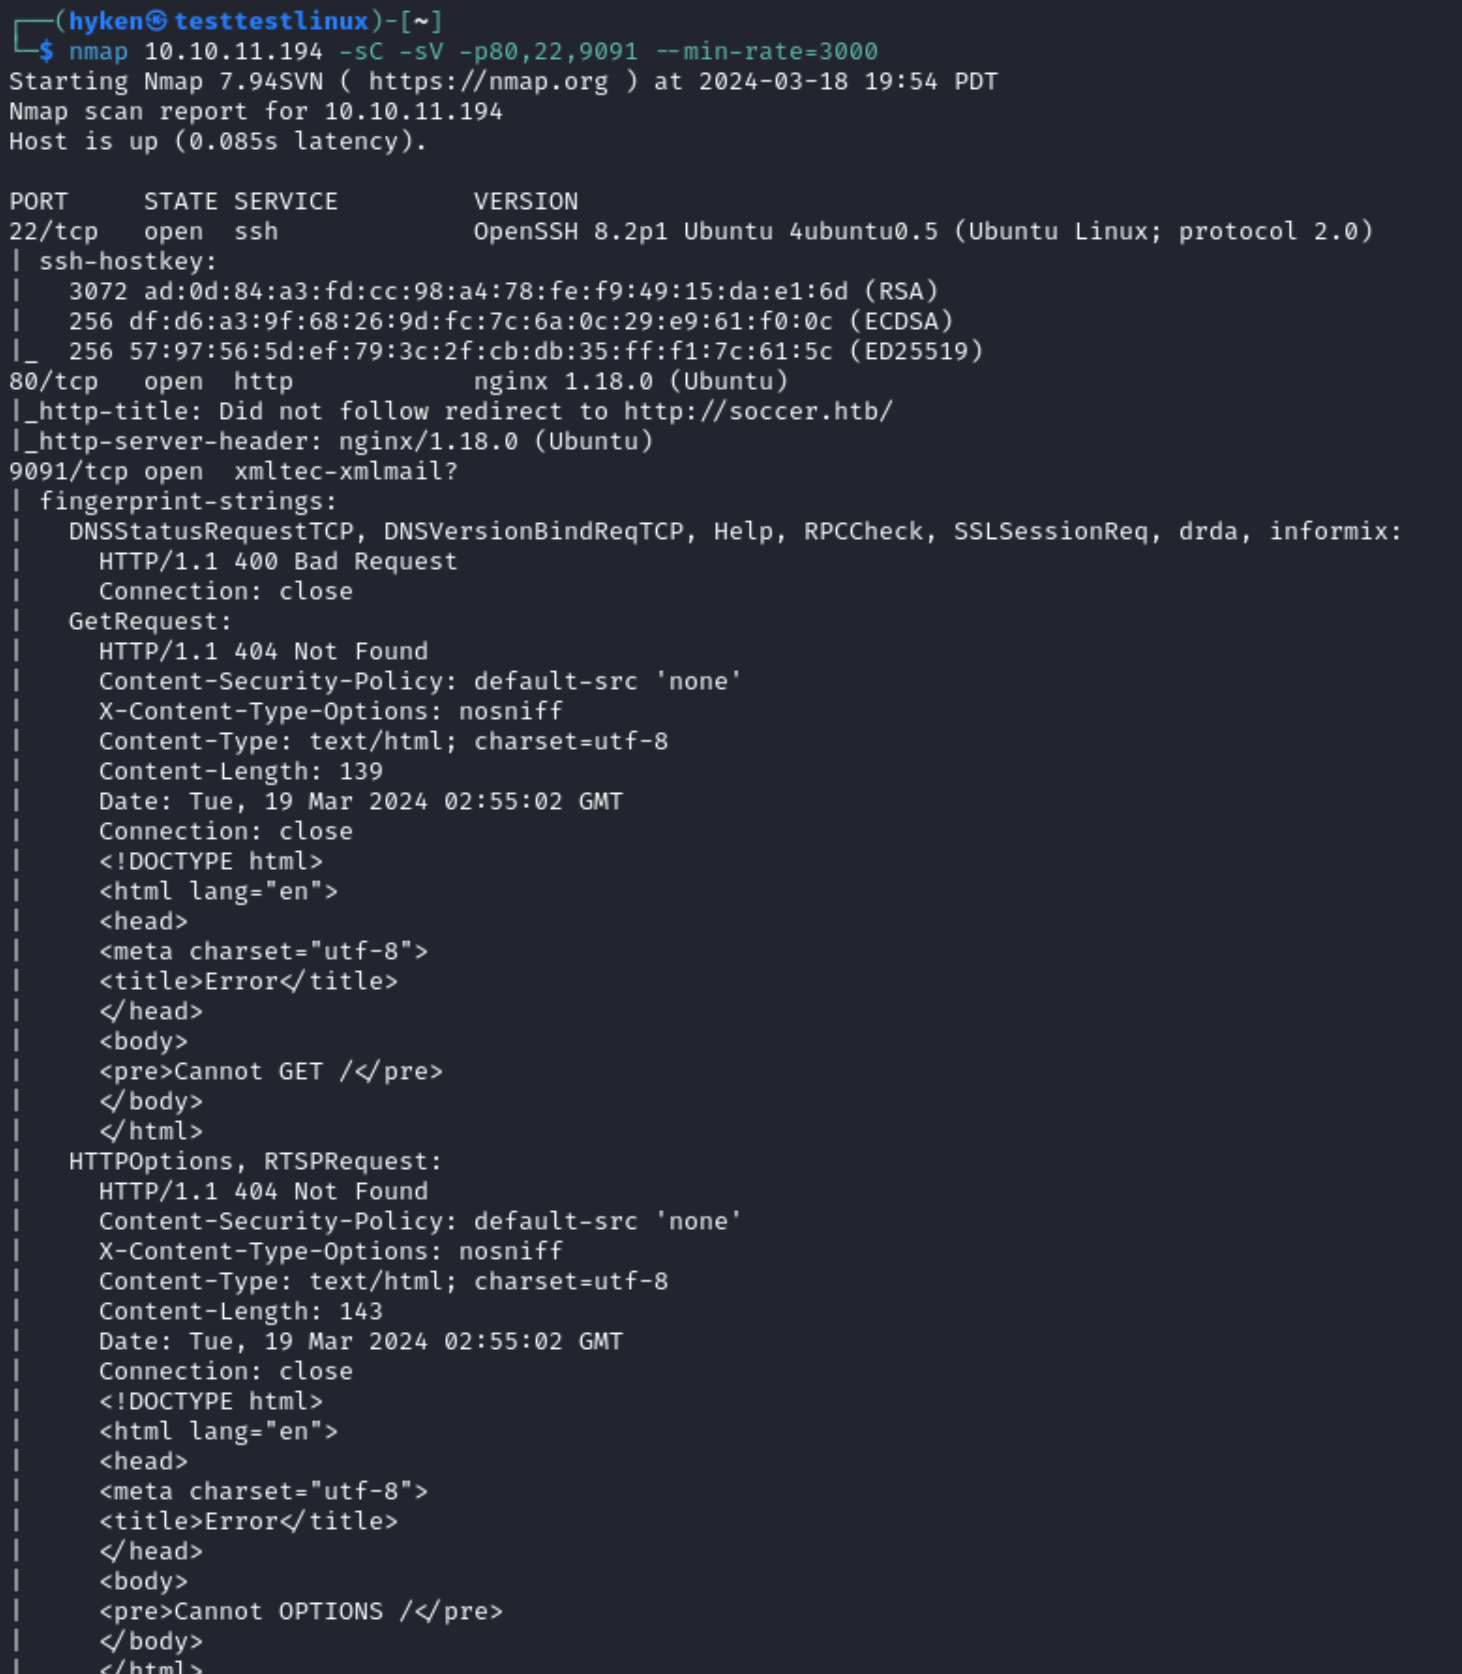 ┌──(hyken㉿testtestlinux)-[~]
└─$ nmap 10.10.11.194 -sC -sV -p80,22,9091 --min-rate=3000
Starting Nmap 7.94SVN ( https://nmap.org ) at 2024-03-18 19:54 PDT
Nmap scan report for 10.10.11.194
Host is up (0.085s latency).

PORT     STATE SERVICE         VERSION
22/tcp   open  ssh             OpenSSH 8.2p1 Ubuntu 4ubuntu0.5 (Ubuntu Linux; protocol 2.0)
| ssh-hostkey:
|   3072 ad:0d:84:a3:fd:cc:98:a4:78:fe:f9:49:15:da:e1:6d (RSA)
|   256 df:d6:a3:9f:68:26:9d:fc:7c:6a:0c:29:e9:61:f0:0c (ECDSA)
|_  256 57:97:56:5d:ef:79:3c:2f:cb:db:35:ff:f1:7c:61:5c (ED25519)
80/tcp   open  http            nginx 1.18.0 (Ubuntu)
|_http-title: Did not follow redirect to http://soccer.htb/
|_http-server-header: nginx/1.18.0 (Ubuntu)
9091/tcp open  xmltec-xmlmail?
| fingerprint-strings:
|   DNSStatusRequestTCP, DNSVersionBindReqTCP, Help, RPCCheck, SSLSessionReq, drda, informix:
|     HTTP/1.1 400 Bad Request
|     Connection: close
|   GetRequest:
|     HTTP/1.1 404 Not Found
|     Content-Security-Policy: default-src 'none'
|     X-Content-Type-Options: nosniff
|     Content-Type: text/html; charset=utf-8
|     Content-Length: 139
|     Date: Tue, 19 Mar 2024 02:55:02 GMT
|     Connection: close
|     <!DOCTYPE html>
|     <html lang="en">
|     <head>
|     <meta charset="utf-8">
|     <title>Error</title>
|     </head>
|     <body>
|     <pre>Cannot GET /</pre>
|     </body>
|     </html>
|   HTTPOptions, RTSPRequest:
|     HTTP/1.1 404 Not Found
|     Content-Security-Policy: default-src 'none'
|     X-Content-Type-Options: nosniff
|     Content-Type: text/html; charset=utf-8
|     Content-Length: 143
|     Date: Tue, 19 Mar 2024 02:55:02 GMT
|     Connection: close
|     <!DOCTYPE html>
|     <html lang="en">
|     <head>
|     <meta charset="utf-8">
|     <title>Error</title>
|     </head>
|     <body>
|     <pre>Cannot OPTIONS /</pre>
|     </body>
|     </html>